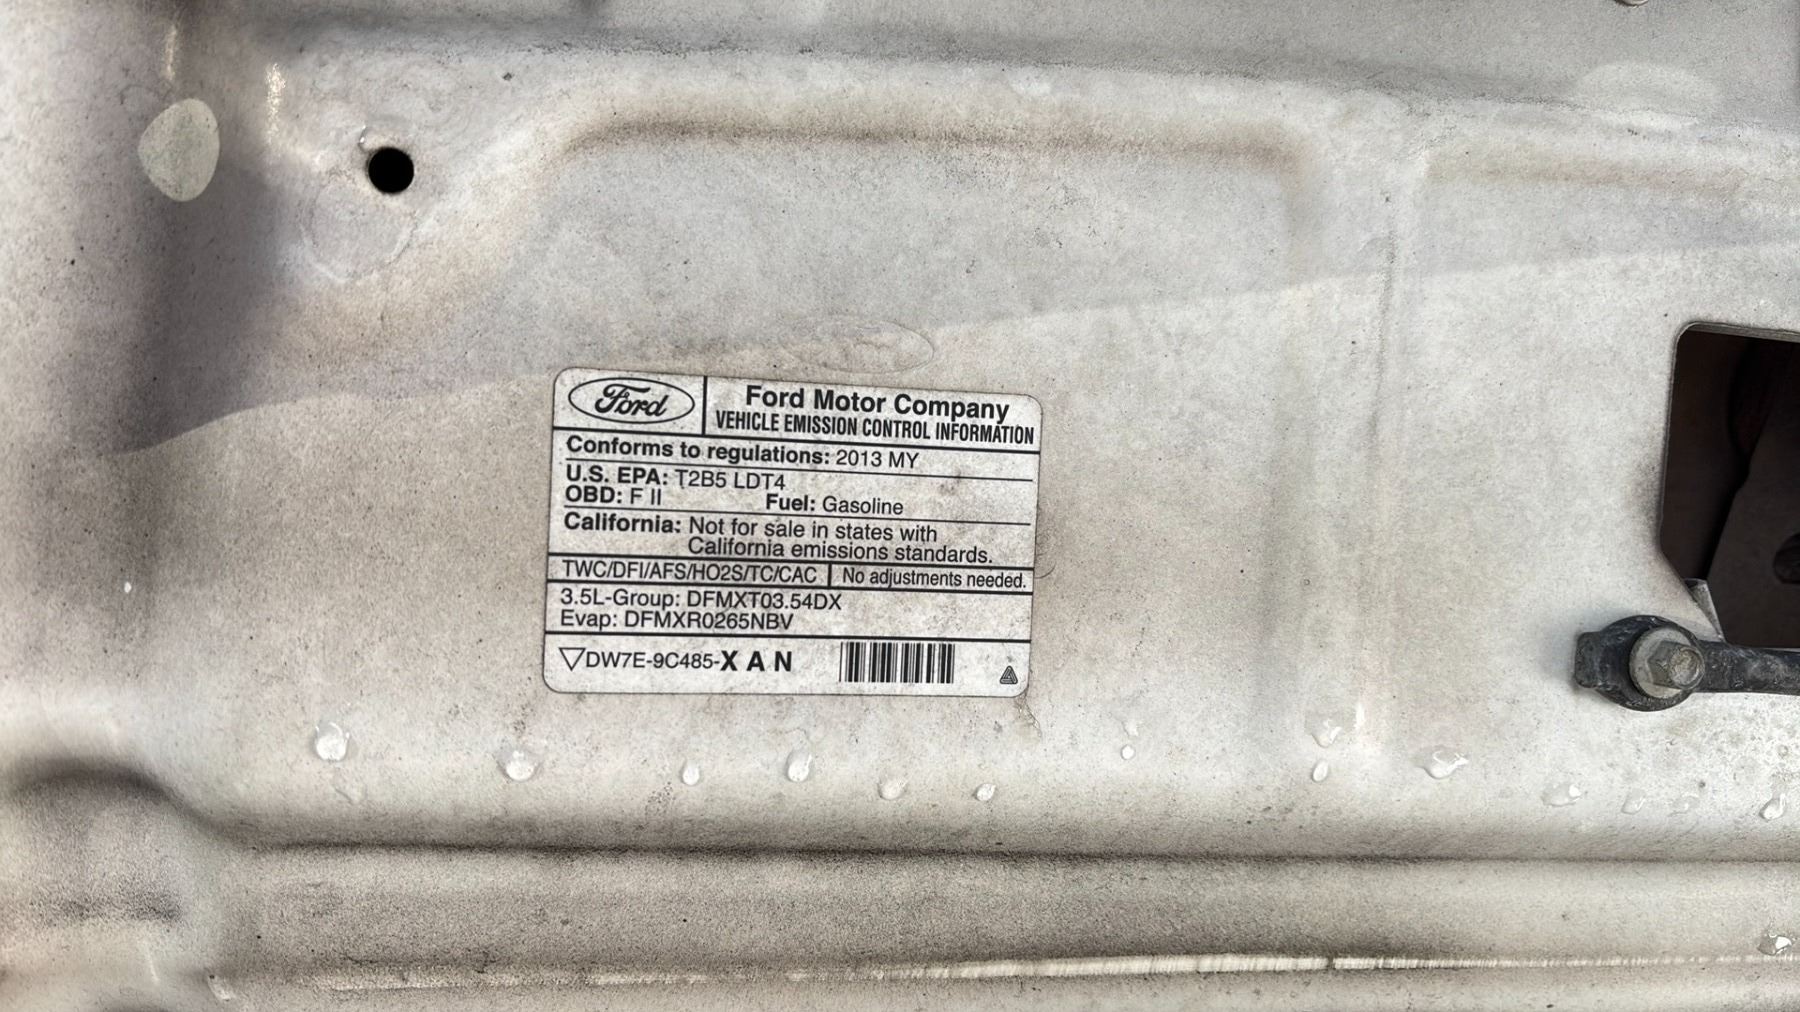 Ford
Ford Motor Company
VEHICLE EMISSION CONTROL INFORMATION
Conforms to regulations: 2013 MY
U.S. EPA: T2B5 LDT4
OBD: F II Fuel: Gasoline
California: Not for sale in states with
California emissions standards.
TWC/DFI/AFS/HO2S/TC/CAC No adjustments needed.
3.5L-Group: DFMXT03.54DX
Evap: DFMXR0265NBV
DW7E-9C485-X A N